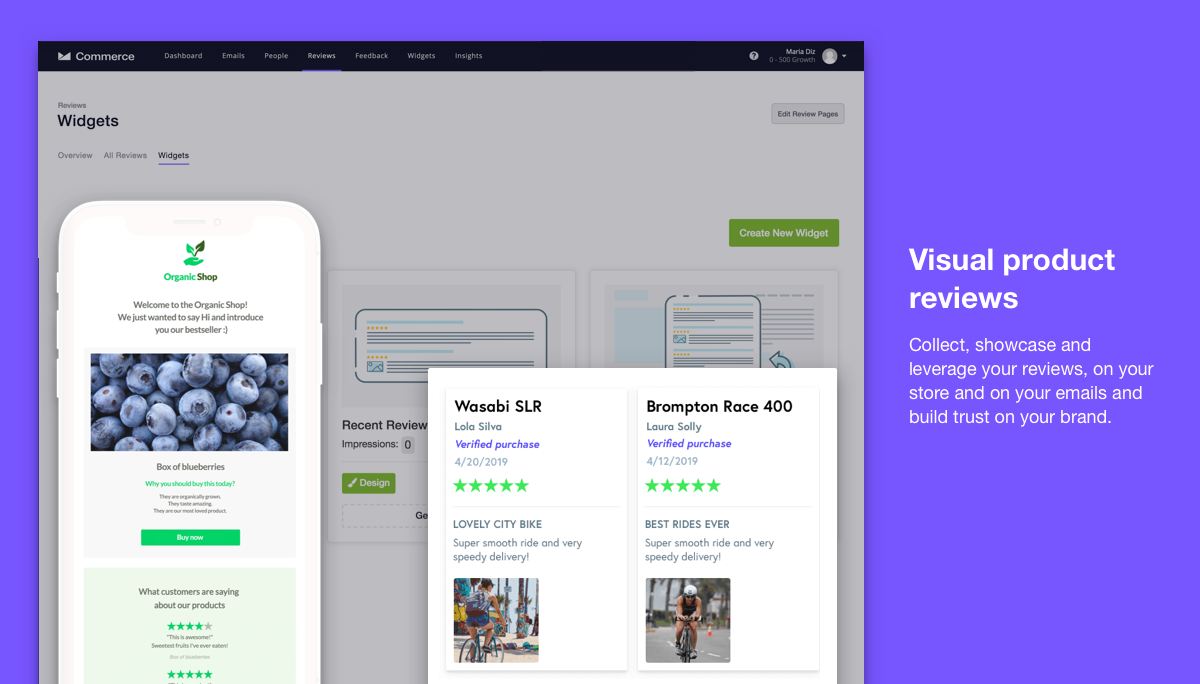 Commerce
Dashboard
Emails
People
Reviews
Feedback
Widgets
Insights
?
Maria Diz
0 - 500 Growth
Reviews
Widgets
Edit Review Pages
Overview
All Reviews
Widgets
Create New Widget
Organic Shop
Welcome to the Organic Shop!
We just wanted to say Hi and introduce
you our bestseller :)
Box of blueberries
Why you should buy this today?
They are organically grown.
They taste amazing.
They are our most loved product.
Buy now
What customers are saying
about our products
"This is awesome!"
Sweetest fruits I've ever eaten!
Box of blueberries
Recent Review
Impressions: 0
Design
Ge
Wasabi SLR
Lola Silva
Verified purchase
4/20/2019
LOVELY CITY BIKE
Super smooth ride and very
speedy delivery!
Brompton Race 400
Laura Solly
Verified purchase
4/12/2019
BEST RIDES EVER
Super smooth ride and very
speedy delivery!
Visual product
reviews
Collect, showcase and
leverage your reviews, on your
store and on your emails and
build trust on your brand.